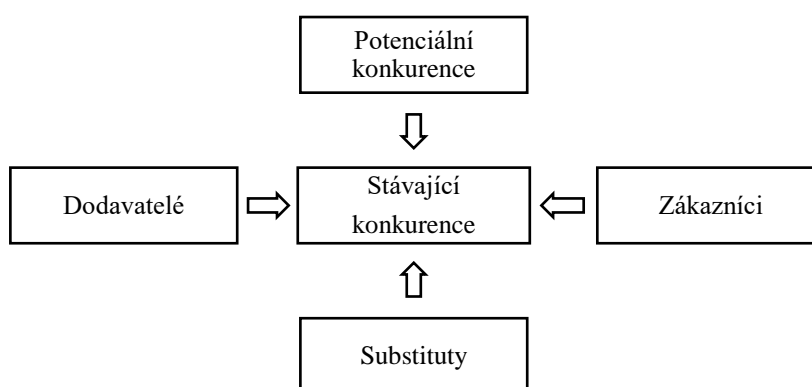 Potenciální
konkurence
Dodavatelé
Stávající
konkurence
Zákazníci
Substituty